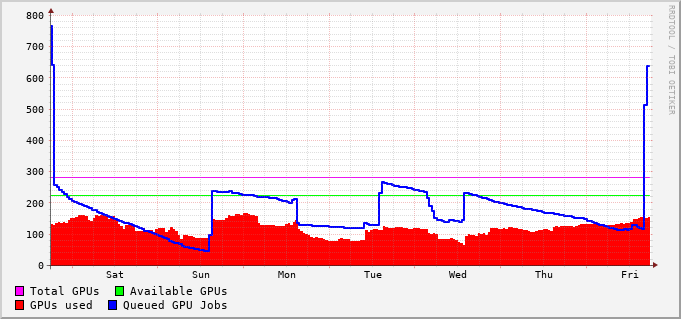 800
700
600
500
400
300
200
100
0
Sat Sun Mon Tue Wed Thu Fri
Total GPUs Available GPUs
GPUs used Queued GPU Jobs
RRDTOOL / TOBI OETIKER